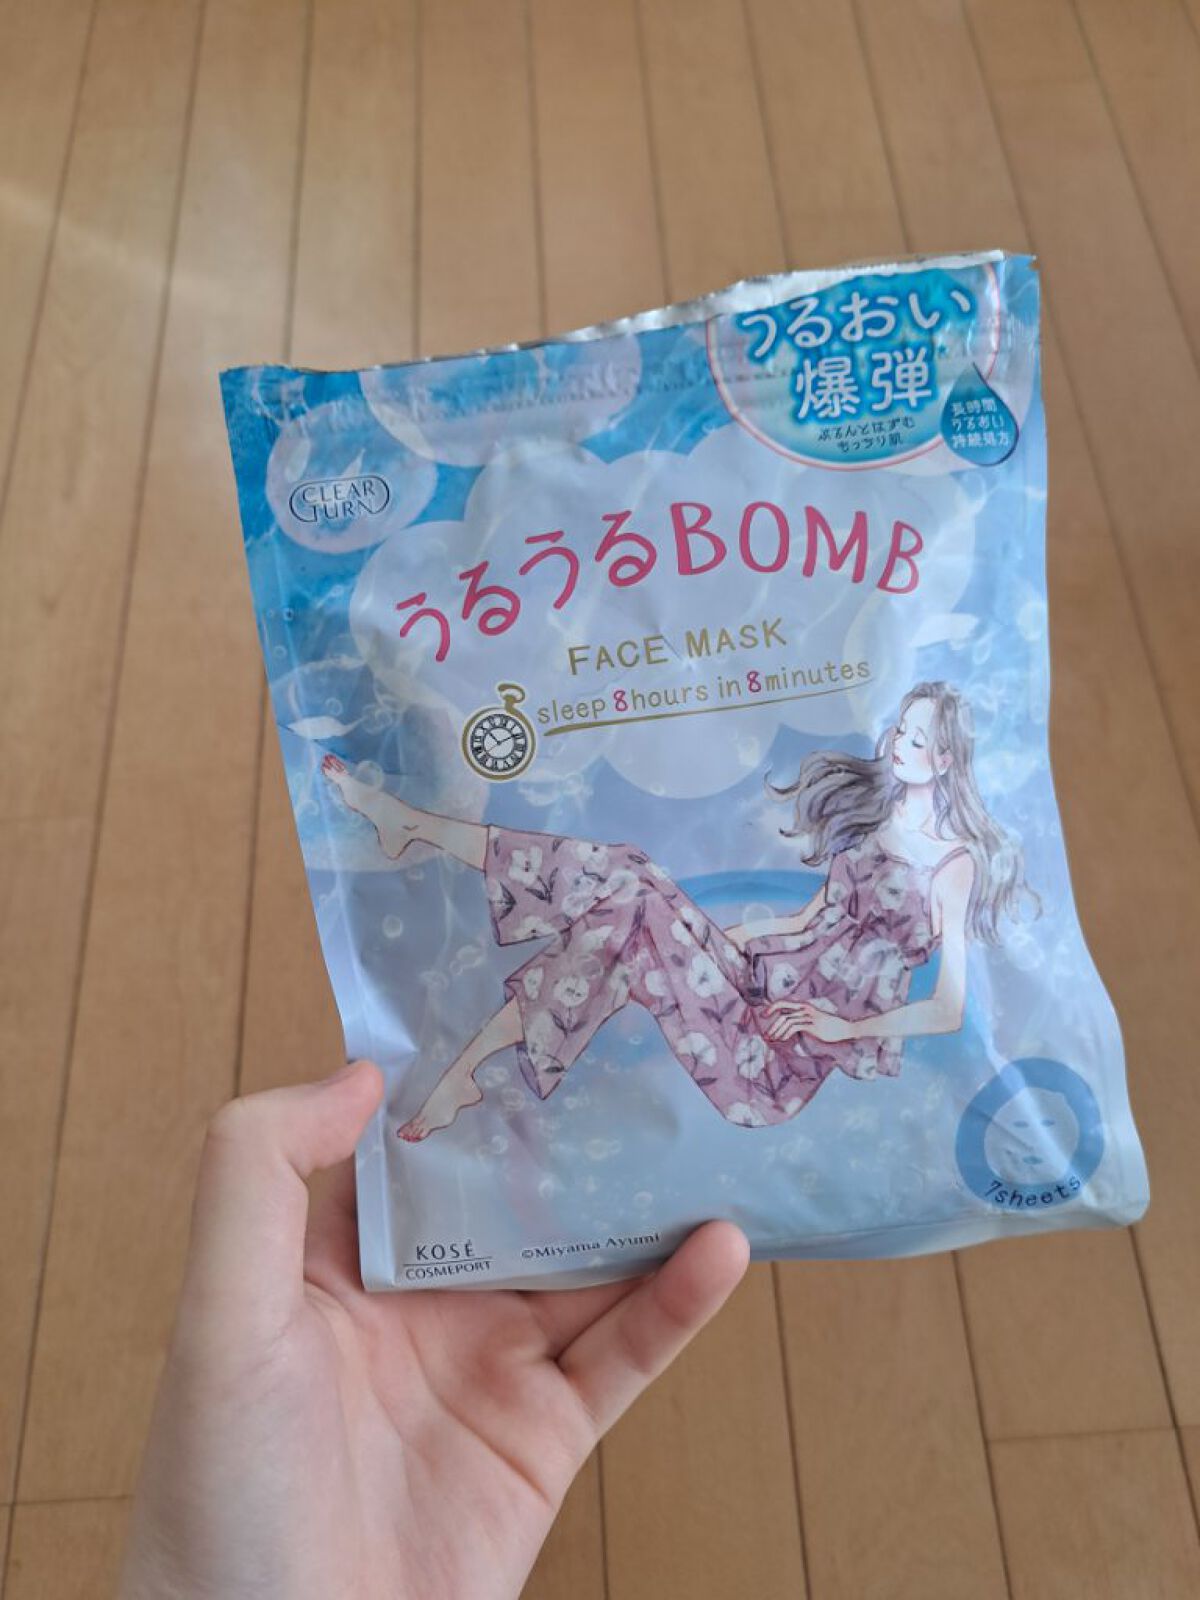 うるおい
爆弾
ぷるんとはずむ
もっちり肌
長時間
うるおい
持続処方
CLEAR
TURN
うるうるBOMB
FACE MASK
sleep 8hours in 8minutes
7sheets
KOSÉ
COSMEPORT
©Miyama Ayumi